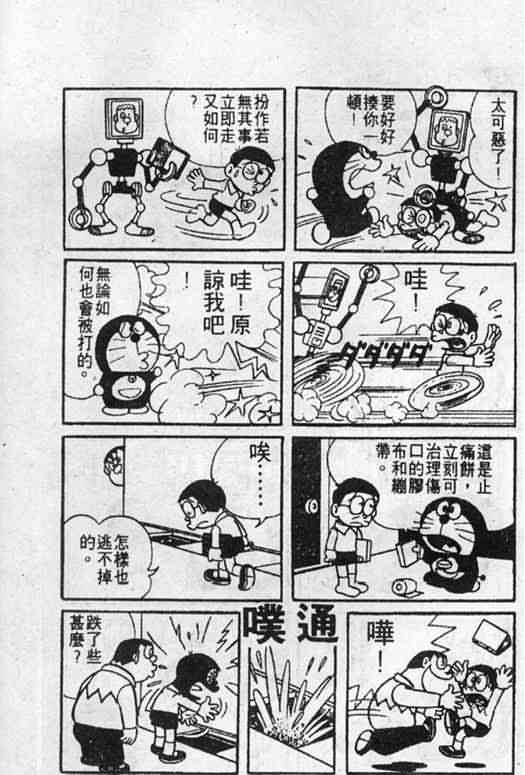 太可惡了！
要好好
揍你一
頓！
扮作若
無其事
立即走
又如何
？
哇！
ダダダダ
哇！原
諒我吧
！
無論如
何也會被打的。
這是止
痛餅，
立刻可
治理傷
口的膠
布和繃
帶。
唉……
怎樣也
逃不掉
的。
嘩！
噗通
跌了些
甚麼？